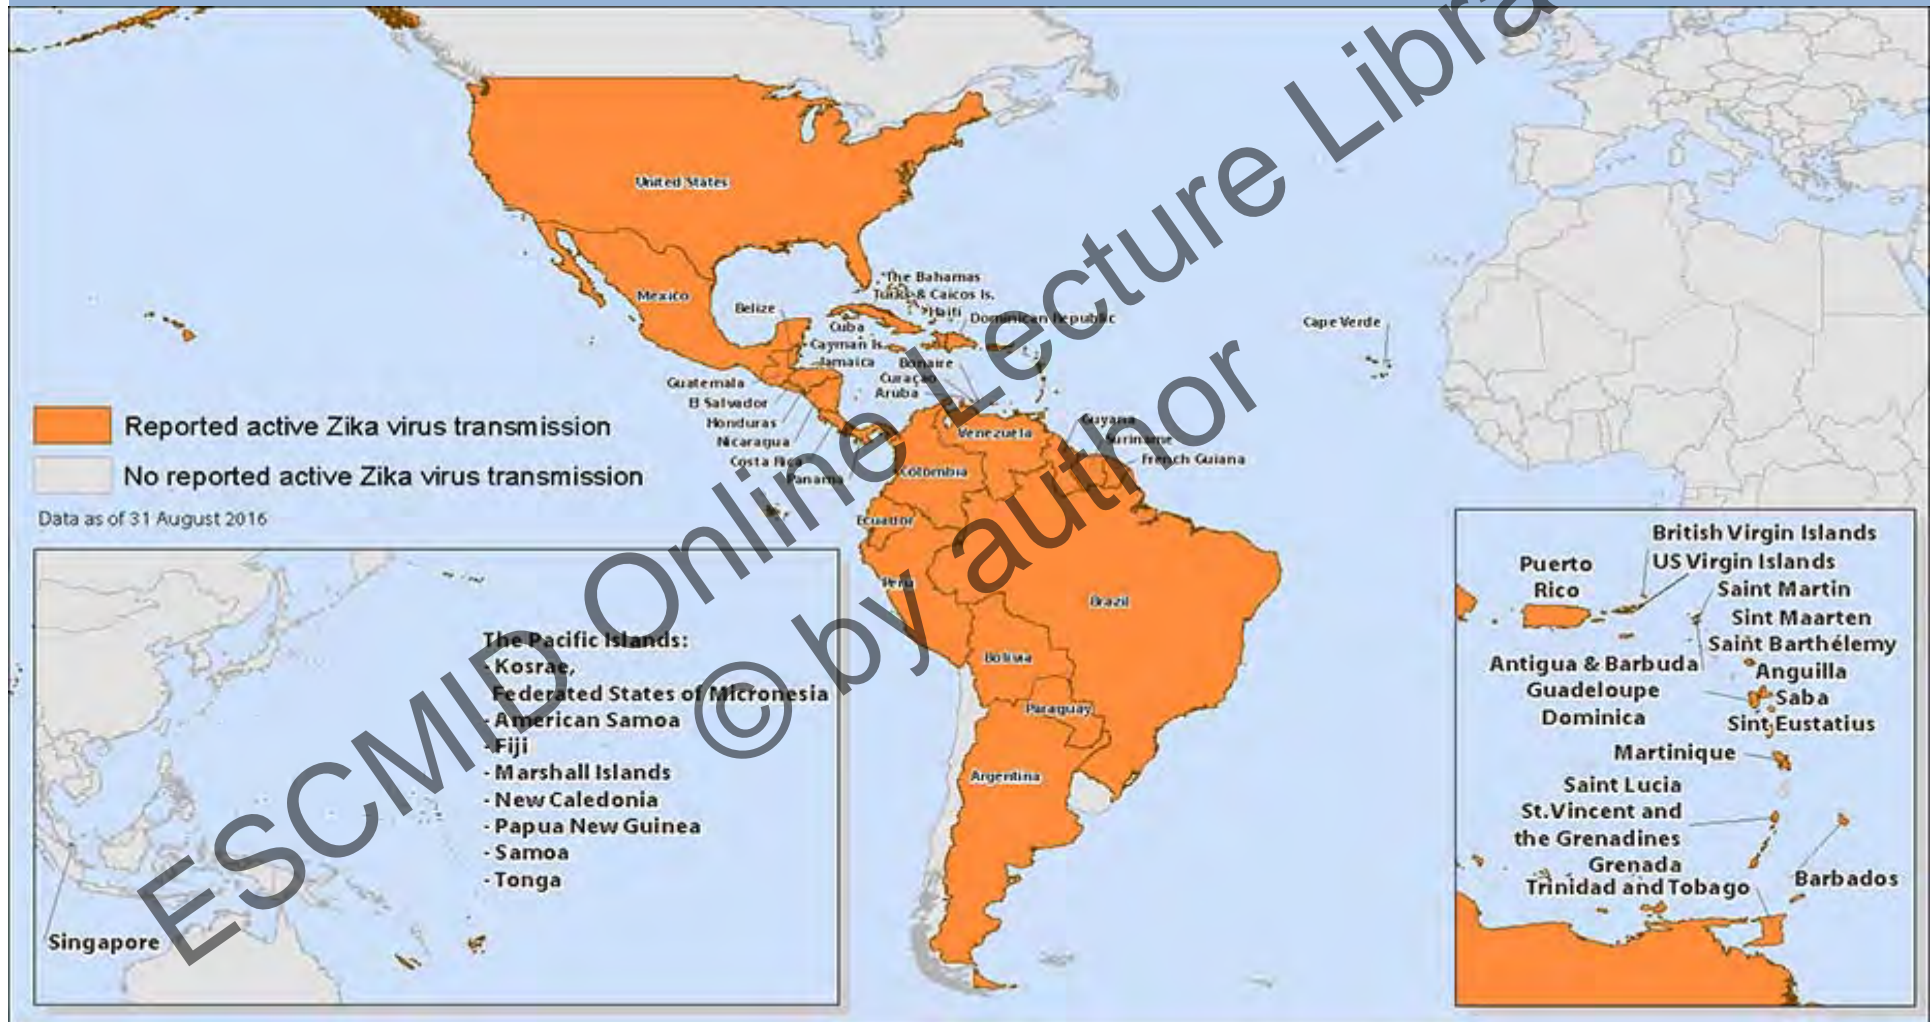 United States
Mexico
Belize
The Bahamas
Turks & Caicos Is.
Haiti
Dominican Republic
Cuba
Cayman Is.
Jamaica
Bonaire
Curaçao
Aruba
Guatemala
El Salvador
Honduras
Nicaragua
Costa Rica
Panama
Cape Verde
Venezuela
Guyana
Suriname
French Guiana
Colombia
Ecuador
Peru
Brazil
Bolivia
Paraguay
Argentina
Reported active Zika virus transmission
No reported active Zika virus transmission
Data as of 31 August 2016
The Pacific Islands:
- Kosrae,
Federated States of Micronesia
- American Samoa
- Fiji
- Marshall Islands
- New Caledonia
- Papua New Guinea
- Samoa
- Tonga
Singapore
British Virgin Islands
US Virgin Islands
Puerto
Rico
Saint Martin
Sint Maarten
Saint Barthélemy
Antigua & Barbuda
Anguilla
Guadeloupe
Saba
Dominica
Sint Eustatius
Martinique
Saint Lucia
St.Vincent and
the Grenadines
Grenada
Trinidad and Tobago
Barbados
ESCMID Online Lecture Libra
© by author